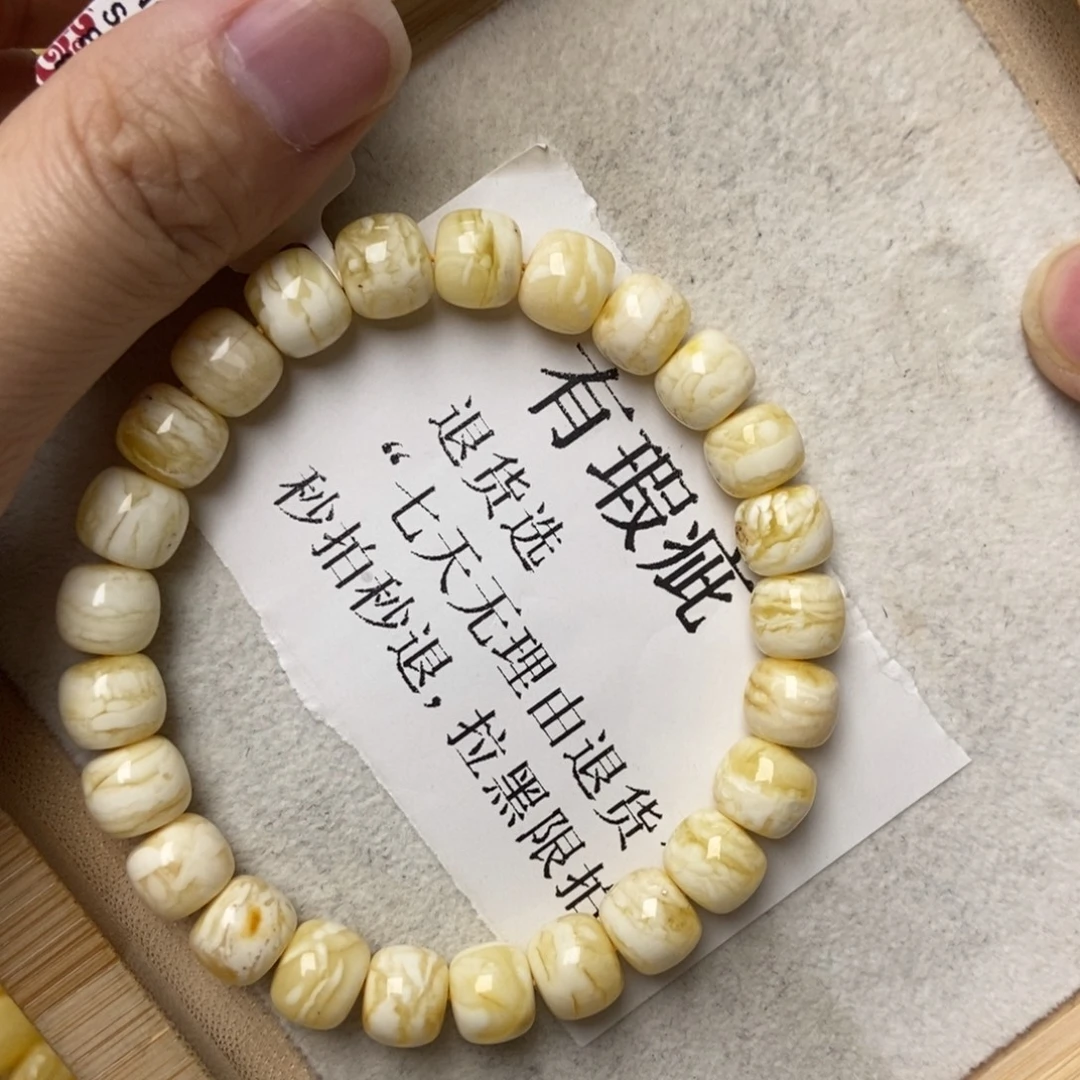 有瑕疵
退货选
“七天无理由退货
秒拍秒退，拉黑限拍